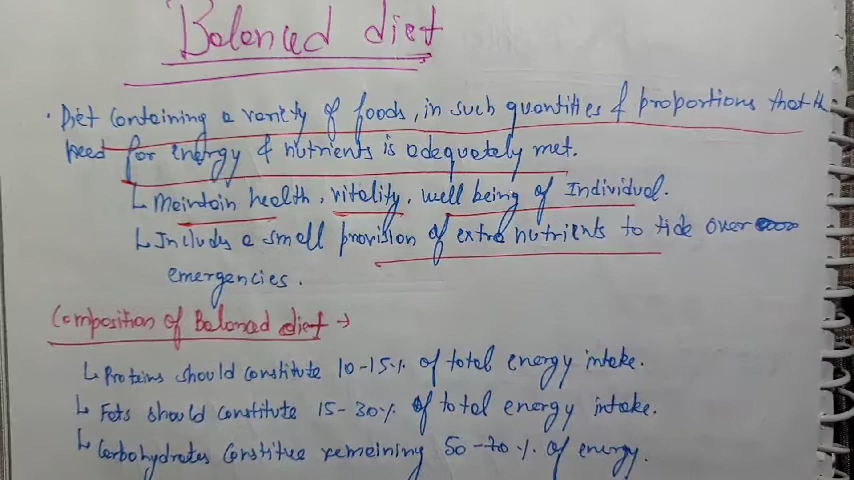 Balanced diet
• Diet containing a variety of foods, in such quantities & proportions that th
need for energy & nutrients is adequately met.
↳ Maintain health, vitality, well being of Individual.
↳ Includes a small provision of extra nutrients to tide over
emergencies.
Composition of Balanced diet →
↳ Proteins should constitute 10-15% of total energy intake.
↳ Fats should constitute 15-30% of total energy intake.
↳ Carbohydrates constitue remaining 50-70% of energy.